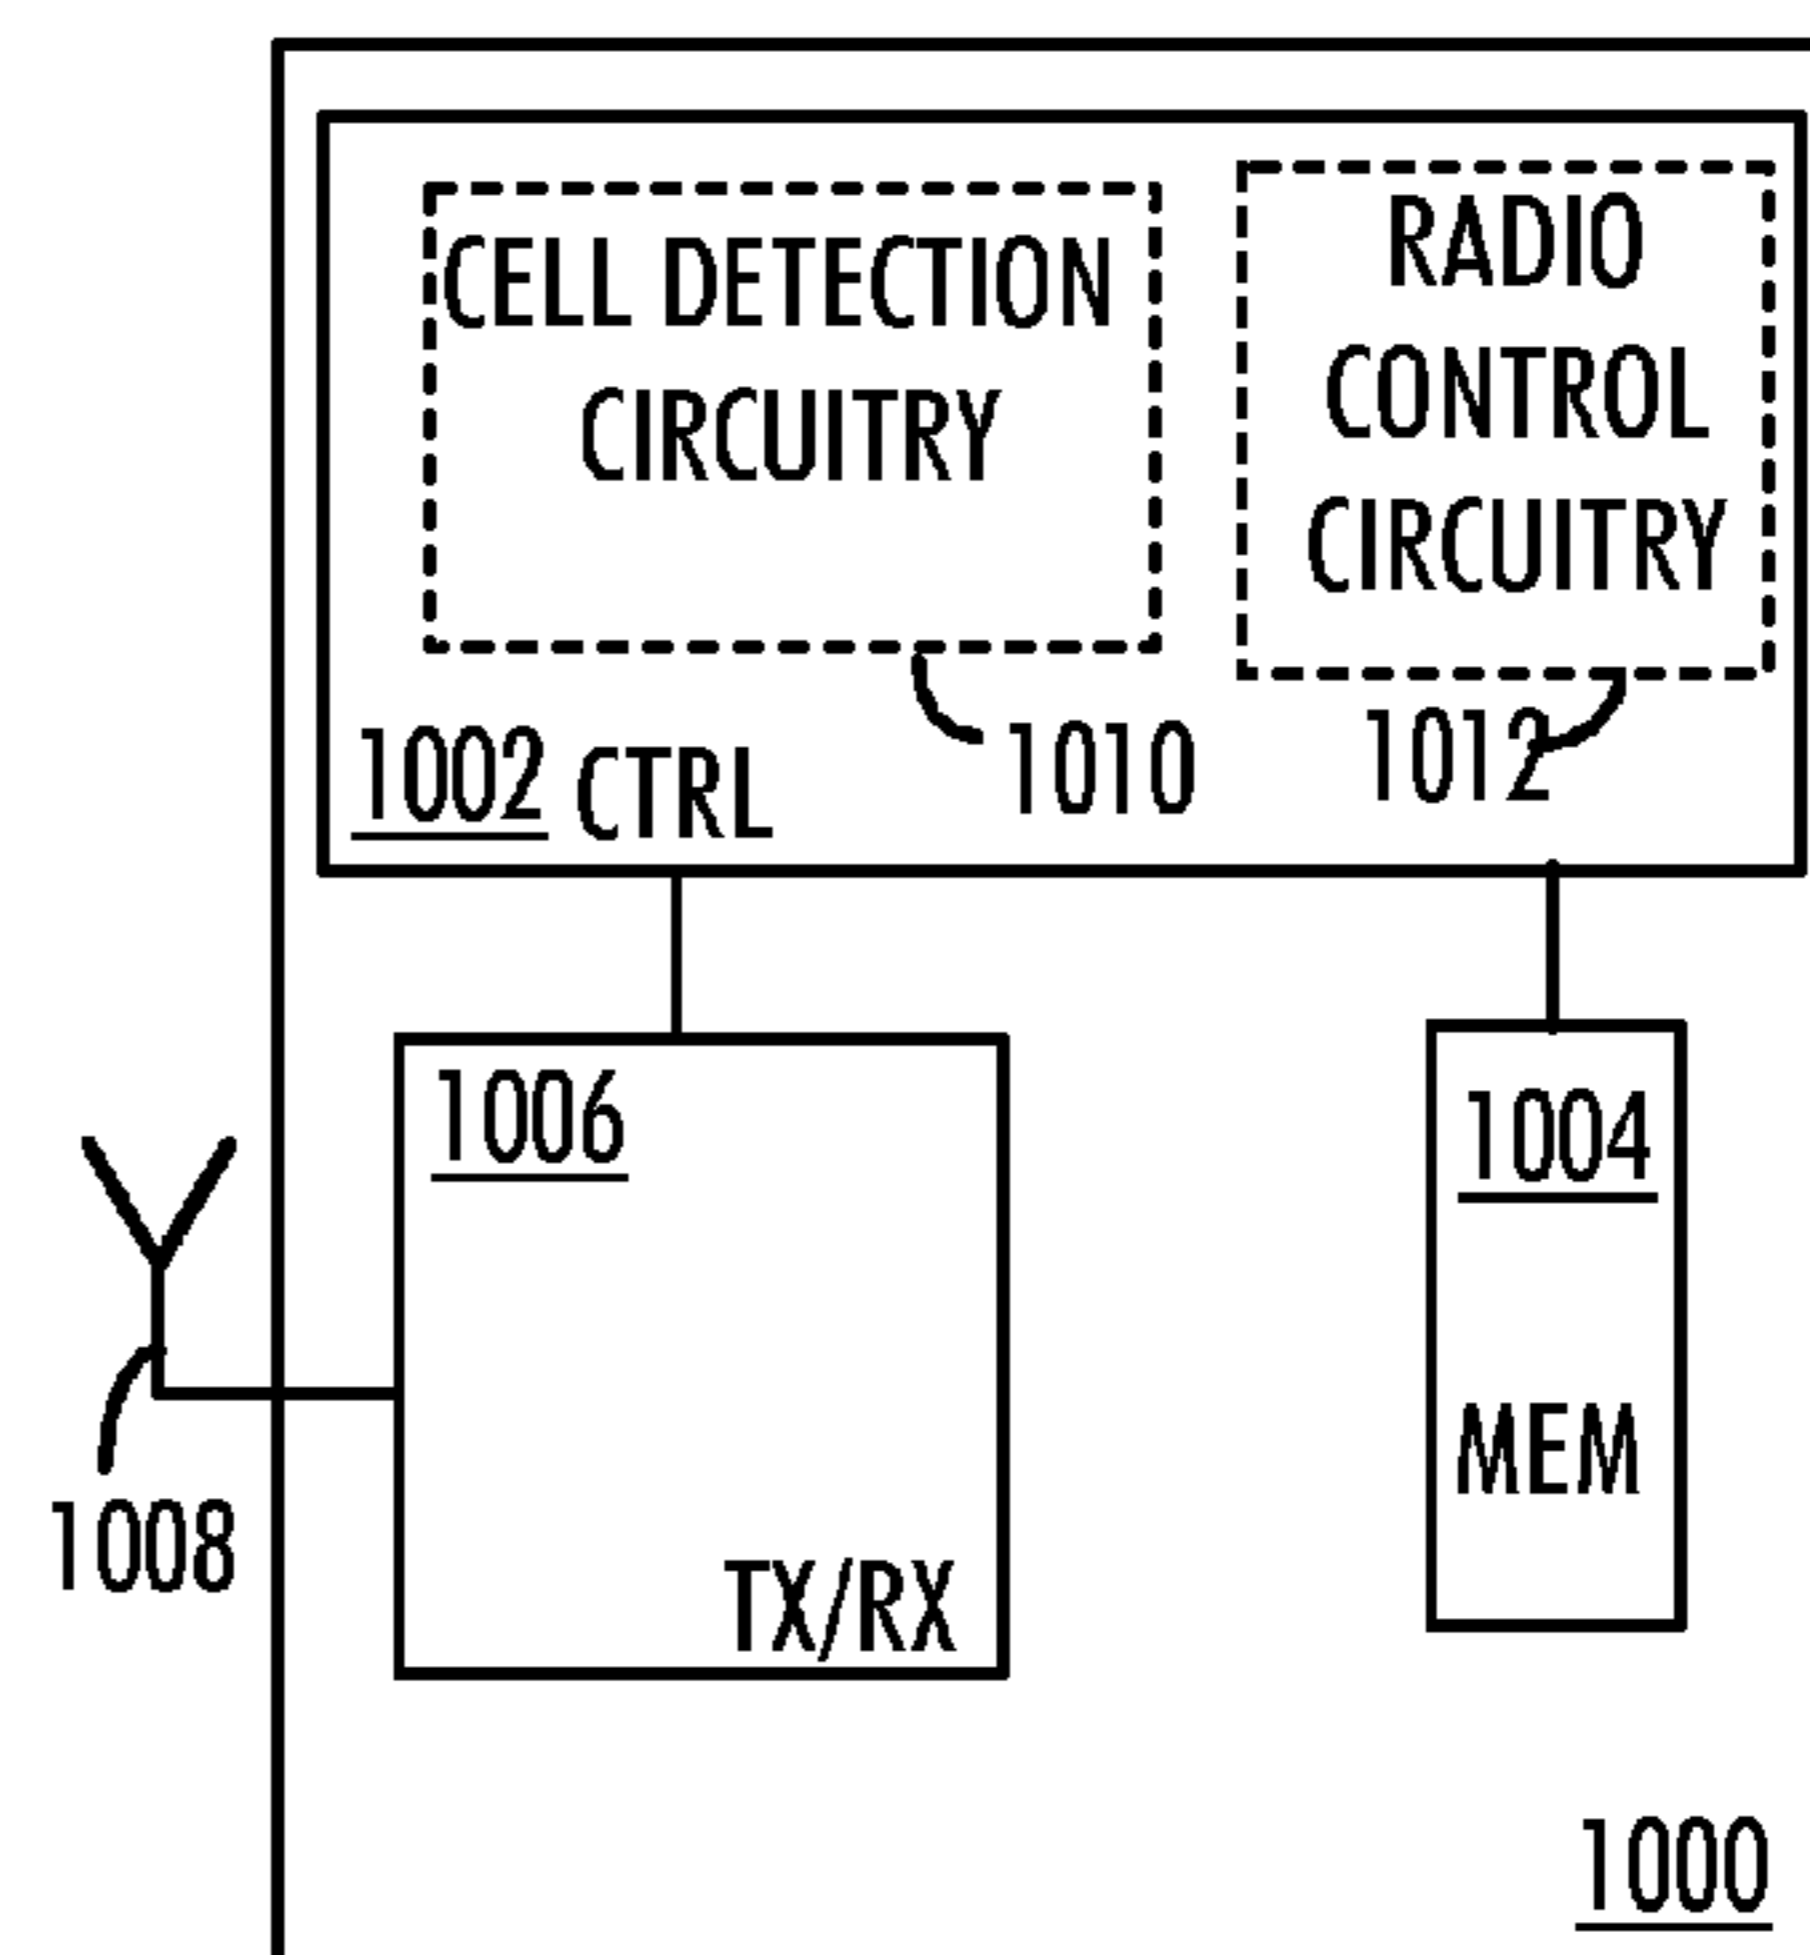 CELL DETECTION
CIRCUITRY
RADIO
CONTROL
CIRCUITRY
1002 CTRL
1010
1012
1006
TX/RX
1004
MEM
1008
1000